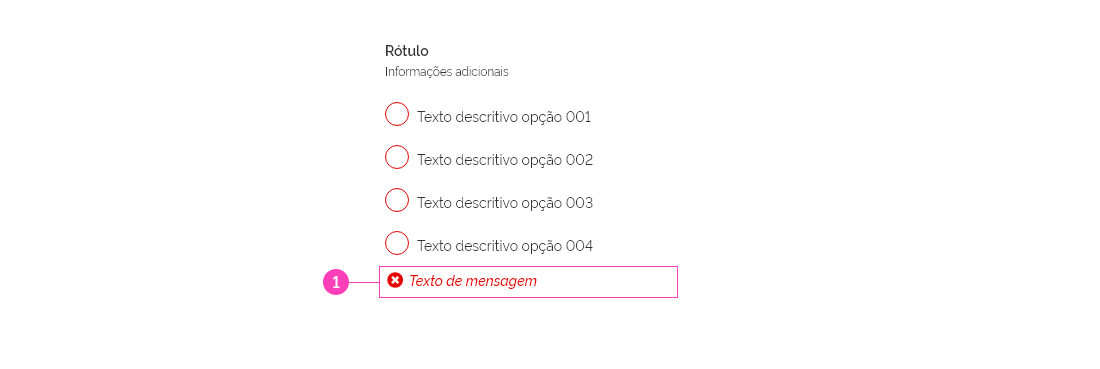 Rótulo
Informações adicionais
Texto descritivo opção 001
Texto descritivo opção 002
Texto descritivo opção 003
Texto descritivo opção 004
1 Texto de mensagem